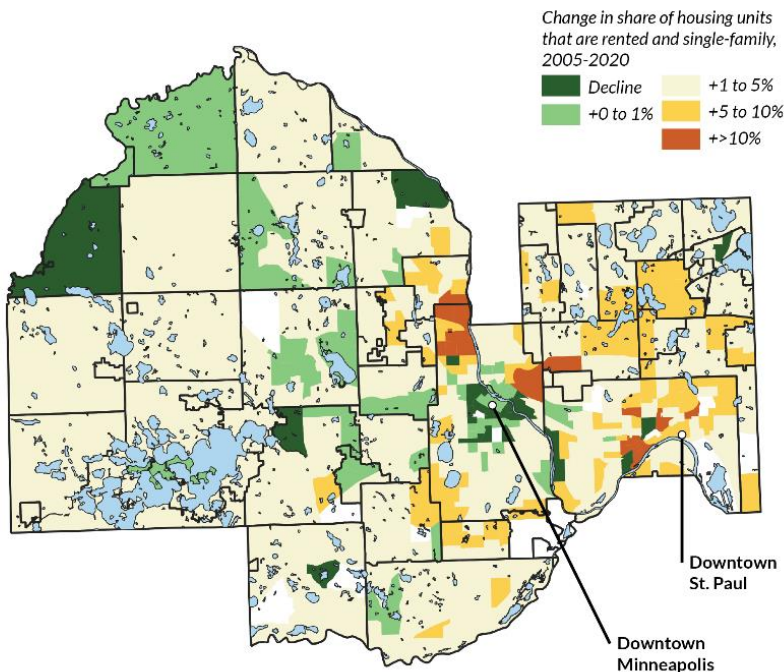 Change in share of housing units
that are rented and single-family,
2005-2020
Decline
+0 to 1%
+1 to 5%
+5 to 10%
+>10%
Downtown
St. Paul
Downtown
Minneapolis